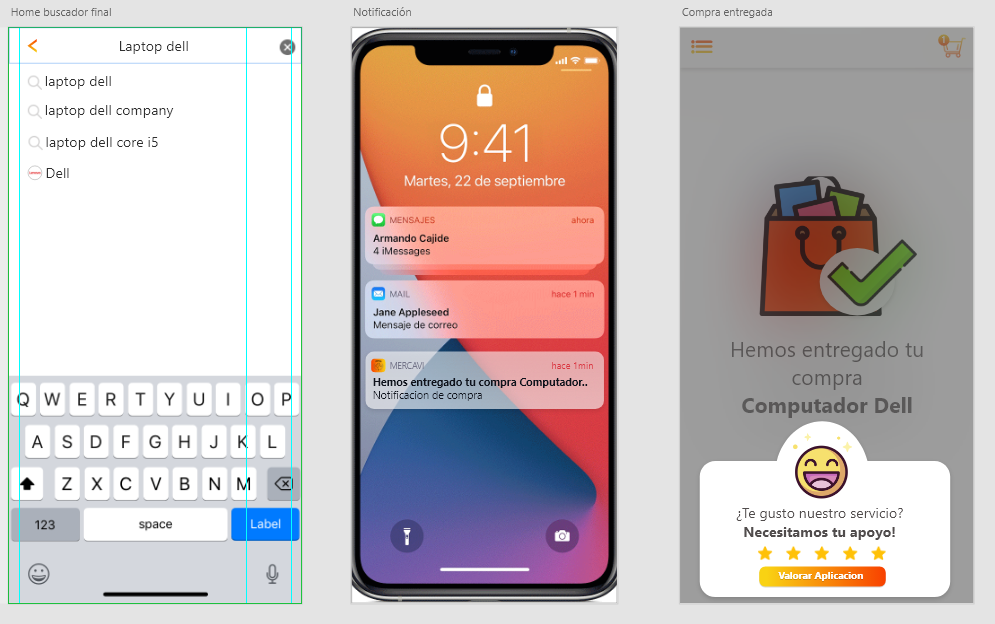 Home buscador final
Laptop dell
laptop dell
laptop dell company
laptop dell core i5
Dell
Q W E R T Y U I O P
A S D F G H J K L
Z X C V B N M
123 space Label
Notificación
9:41
Martes, 22 de septiembre
MENSAJES ahora
Armando Cajide
4 iMessages
MAIL hace 1 min
Jane Appleseed
Mensaje de correo
MERCAVI hace 1min
Hemos entregado tu compra Computador..
Notificacion de compra
Compra entregada
1
Hemos entregado tu
compra
Computador Dell
¿Te gusto nuestro servicio?
Necesitamos tu apoyo!
Valorar Aplicacion